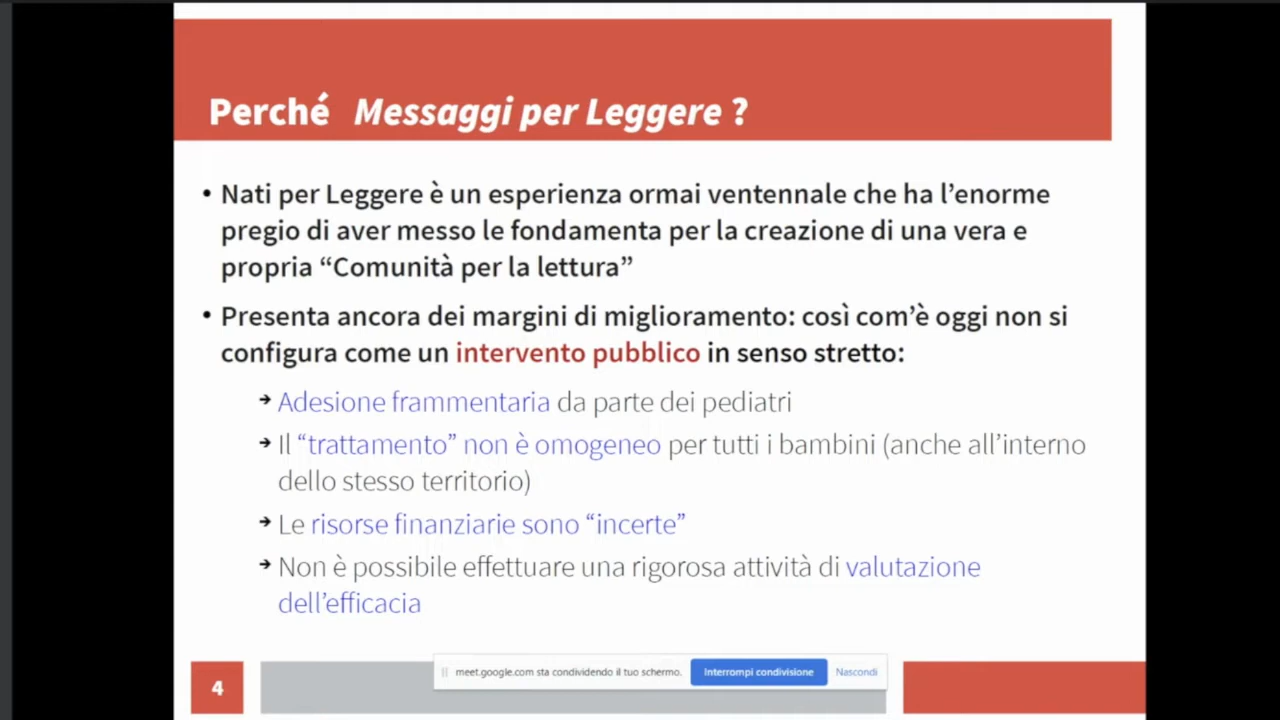 Perché Messaggi per Leggere ?
• Nati per Leggere è un esperienza ormai ventennale che ha l’enorme
pregio di aver messo le fondamenta per la creazione di una vera e
propria “Comunità per la lettura”
• Presenta ancora dei margini di miglioramento: così com’è oggi non si
configura come un intervento pubblico in senso stretto:
➔ Adesione frammentaria da parte dei pediatri
➔ Il “trattamento” non è omogeneo per tutti i bambini (anche all’interno
dello stesso territorio)
➔ Le risorse finanziarie sono “incerte”
➔ Non è possibile effettuare una rigorosa attività di valutazione
dell’efficacia
meet.google.com sta condividendo il tuo schermo. Interrompi condivisione Nascondi
4